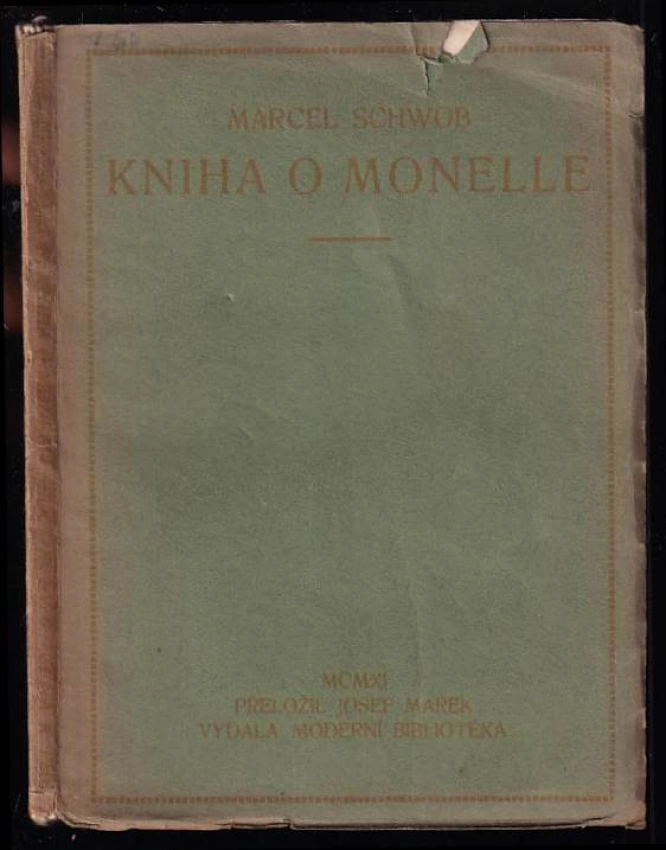 MARCEL SCHWOB
KNIHA O MONELLE
MCMXI
PŘELOŽIL JOSEF MAREK
VYDALA MODERNÍ BIBLIOTÉKA